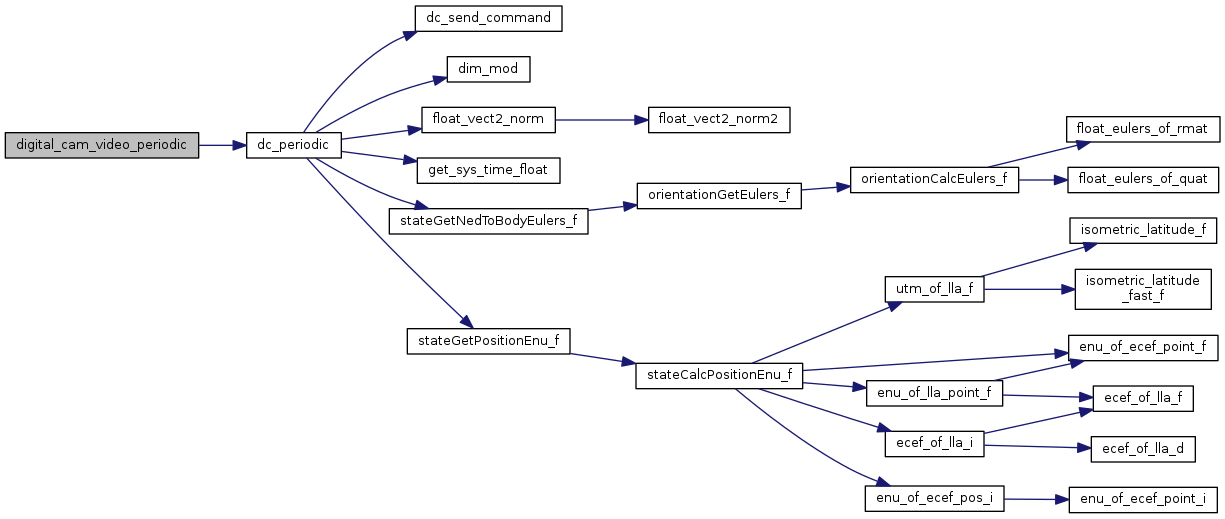 digital_cam_video_periodic
dc_periodic
dc_send_command
dim_mod
float_vect2_norm
float_vect2_norm2
get_sys_time_float
stateGetNedToBodyEulers_f
orientationGetEulers_f
orientationCalcEulers_f
float_eulers_of_rmat
float_eulers_of_quat
stateGetPositionEnu_f
stateCalcPositionEnu_f
utm_of_lla_f
isometric_latitude_f
isometric_latitude
_fast_f
enu_of_ecef_point_f
enu_of_lla_point_f
ecef_of_lla_f
ecef_of_lla_i
ecef_of_lla_d
enu_of_ecef_pos_i
enu_of_ecef_point_i